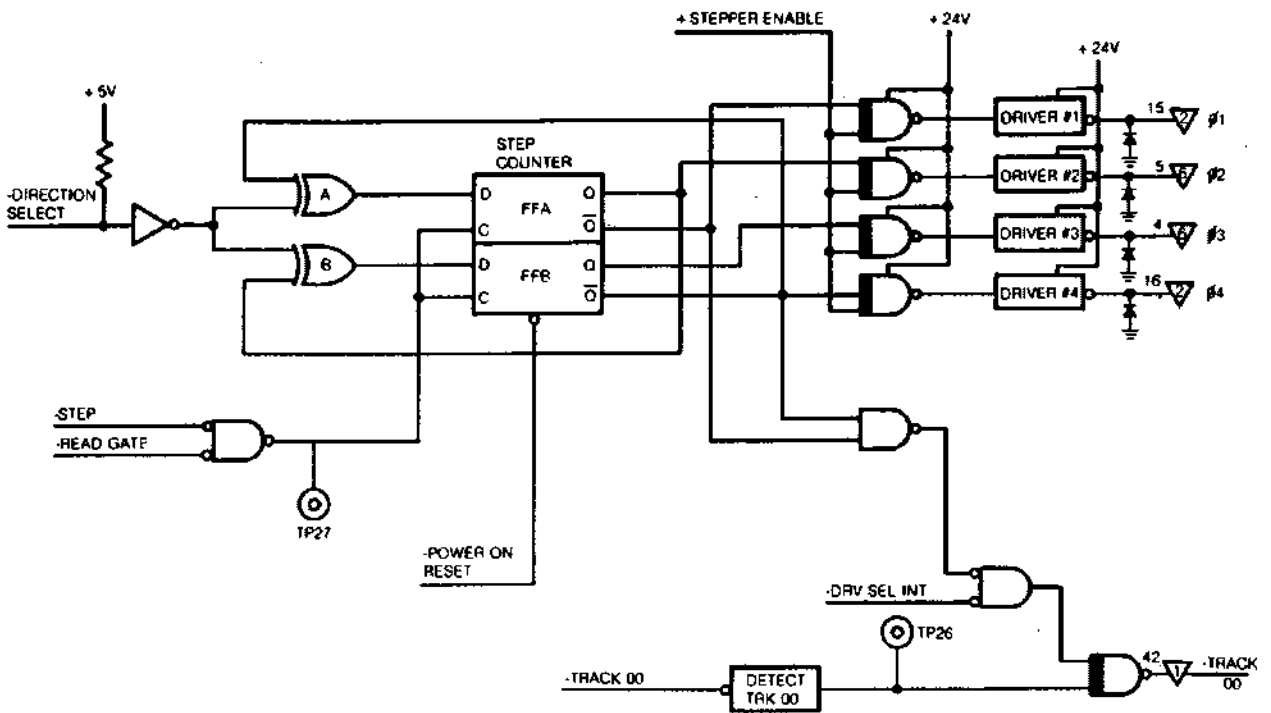 + STEPPER ENABLE
+ 24V
+ 24V
+ 5V
STEP
COUNTER
-DIRECTION
SELECT
A
B
D
FFA
Q
C
Q
D
FFB
Q
C
Q
DRIVER #1
15
2
ø1
DRIVER #2
5
6
ø2
DRIVER #3
4
6
ø3
DRIVER #4
16
2
ø4
-STEP
-READ GATE
TP27
-POWER ON
RESET
-DRV SEL INT
TP26
-TRACK 00
DETECT
TRK 00
42
1
-TRACK
00